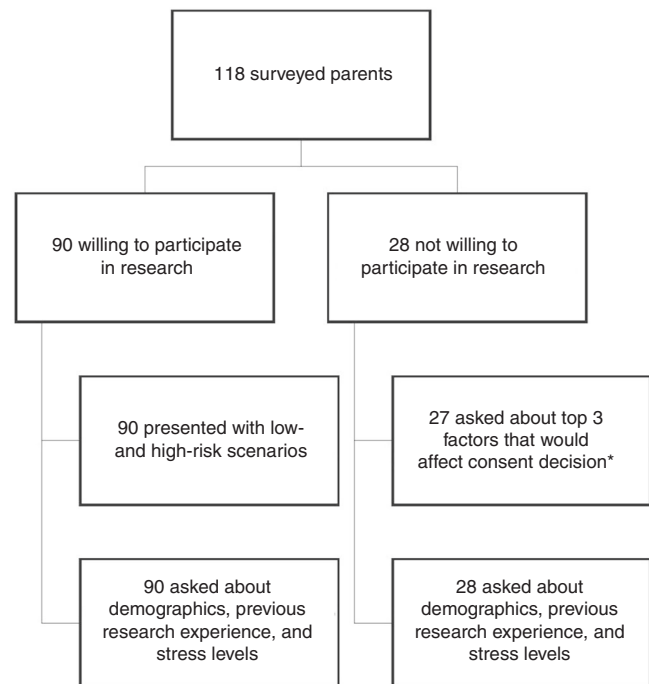 118 surveyed parents
90 willing to participate
in research
28 not willing to
participate in research
90 presented with low-
and high-risk scenarios
27 asked about top 3
factors that would
affect consent decision*
90 asked about
demographics, previous
research experience, and
stress levels
28 asked about
demographics, previous
research experience, and
stress levels